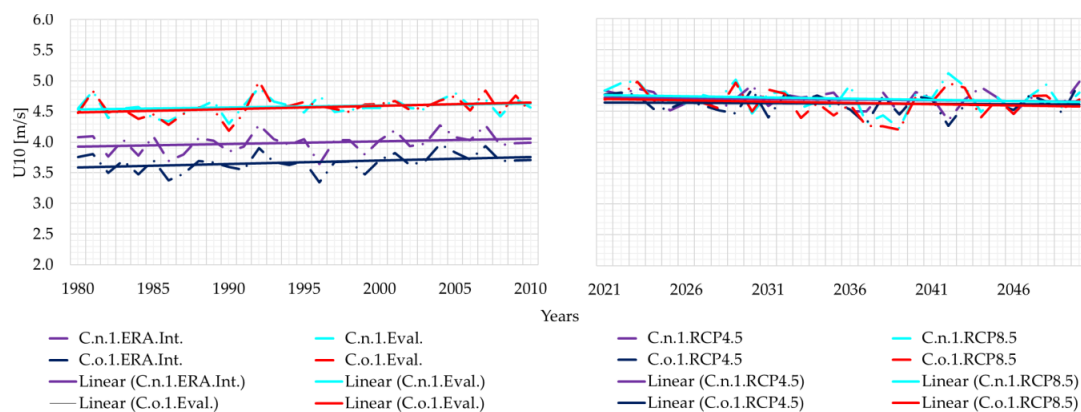 6.0
5.5
5.0
4.5
4.0
3.5
3.0
2.5
2.0
U10 [m/s]
1980 1985 1990 1995 2000 2005 2010 2021 2026 2031 2036 2041 2046
Years
C.n.1.ERA.Int. C.n.1.Eval. C.n.1.RCP4.5 C.n.1.RCP8.5
C.o.1.ERA.Int. C.o.1.Eval. C.o.1.RCP4.5 C.o.1.RCP8.5
Linear (C.n.1.ERA.Int.) Linear (C.n.1.Eval.) Linear (C.n.1.RCP4.5) Linear (C.n.1.RCP8.5)
Linear (C.o.1.Eval.) Linear (C.o.1.Eval.) Linear (C.o.1.RCP4.5) Linear (C.o.1.RCP8.5)